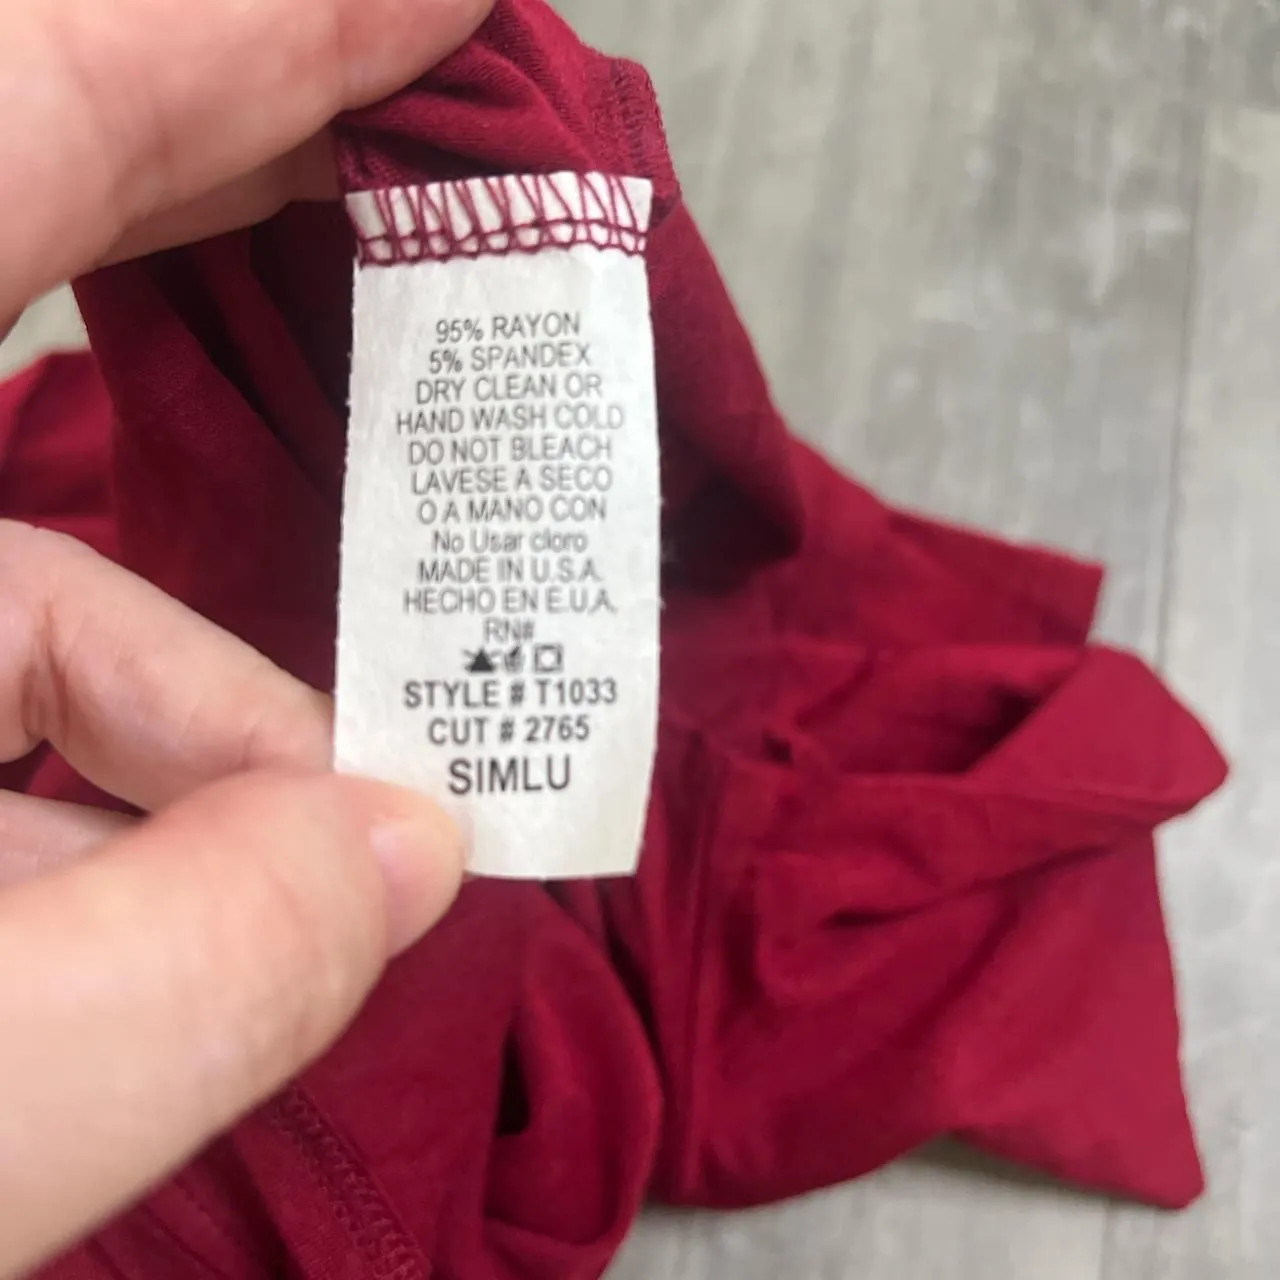 95% RAYON
5% SPANDEX
DRY CLEAN OR
HAND WASH COLD
DO NOT BLEACH
LAVESE A SECO
O A MANO CON
No Usar cloro
MADE IN U.S.A.
HECHO EN E.U.A.
RN#
STYLE # T1033
CUT # 2765
SIMLU